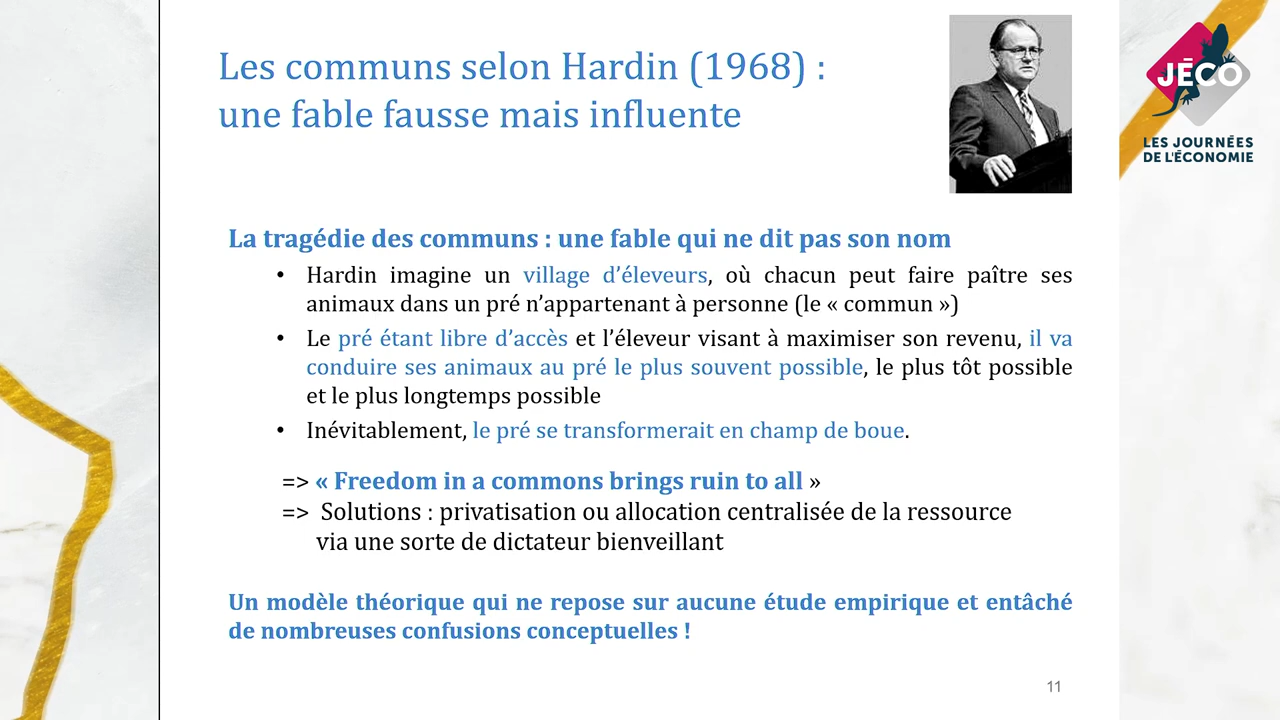 Les communs selon Hardin (1968) :
une fable fausse mais influente
JÉCO
LES JOURNÉES
DE L'ÉCONOMIE
La tragédie des communs : une fable qui ne dit pas son nom
• Hardin imagine un village d’éleveurs, où chacun peut faire paître ses
animaux dans un pré n’appartenant à personne (le « commun »)
• Le pré étant libre d’accès et l’éleveur visant à maximiser son revenu, il va
conduire ses animaux au pré le plus souvent possible, le plus tôt possible
et le plus longtemps possible
• Inévitablement, le pré se transformerait en champ de boue.
=> « Freedom in a commons brings ruin to all »
=> Solutions : privatisation ou allocation centralisée de la ressource
via une sorte de dictateur bienveillant
Un modèle théorique qui ne repose sur aucune étude empirique et entâché
de nombreuses confusions conceptuelles !
11